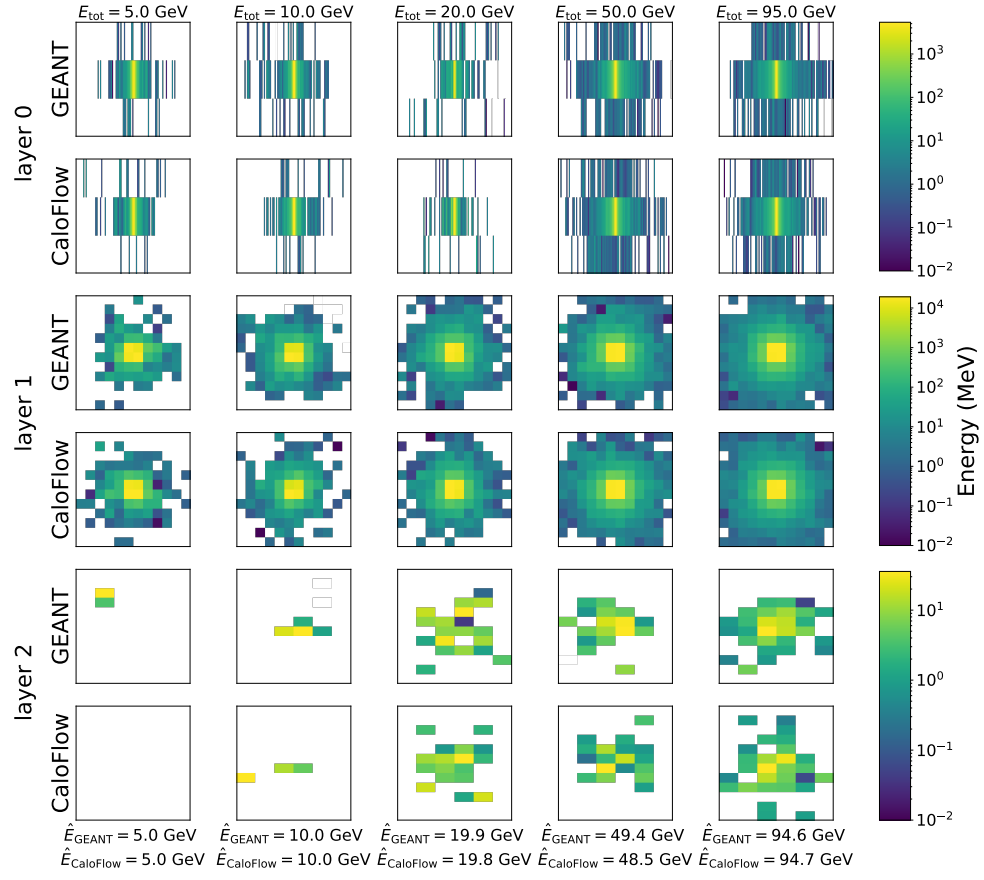 E_tot = 5.0 GeV E_tot = 10.0 GeV E_tot = 20.0 GeV E_tot = 50.0 GeV E_tot = 95.0 GeV
layer 0
GEANT
CaloFlow
10^3
10^2
10^1
10^0
10^−1
10^−2
layer 1
GEANT
CaloFlow
10^4
10^3
10^2
10^1
10^0
10^−1
10^−2
Energy (MeV)
layer 2
GEANT
CaloFlow
10^1
10^0
10^−1
10^−2
Ê_GEANT = 5.0 GeV Ê_GEANT = 10.0 GeV Ê_GEANT = 19.9 GeV Ê_GEANT = 49.4 GeV Ê_GEANT = 94.6 GeV
Ê_CaloFlow = 5.0 GeV Ê_CaloFlow = 10.0 GeV Ê_CaloFlow = 19.8 GeV Ê_CaloFlow = 48.5 GeV Ê_CaloFlow = 94.7 GeV